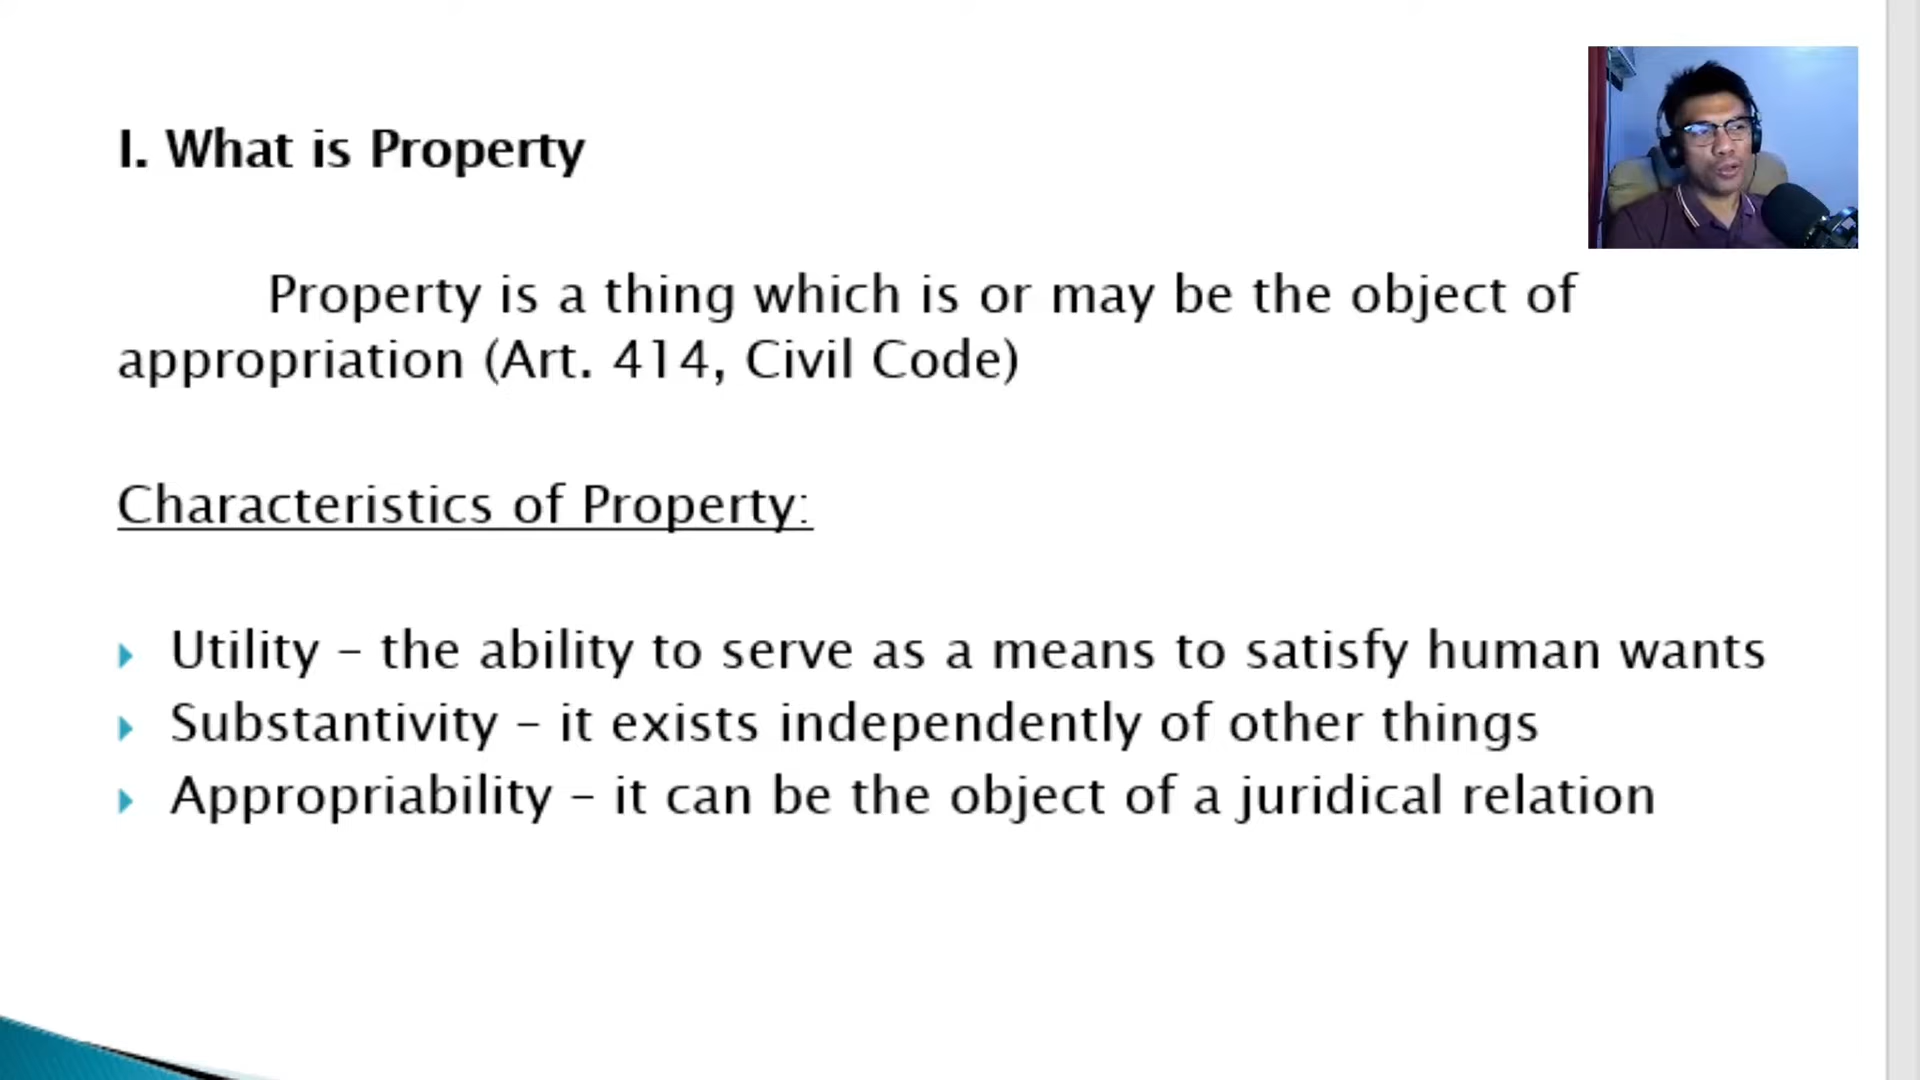 I. What is Property
Property is a thing which is or may be the object of
appropriation (Art. 414, Civil Code)
Characteristics of Property:
Utility – the ability to serve as a means to satisfy human wants
Substantivity – it exists independently of other things
Appropriability – it can be the object of a juridical relation